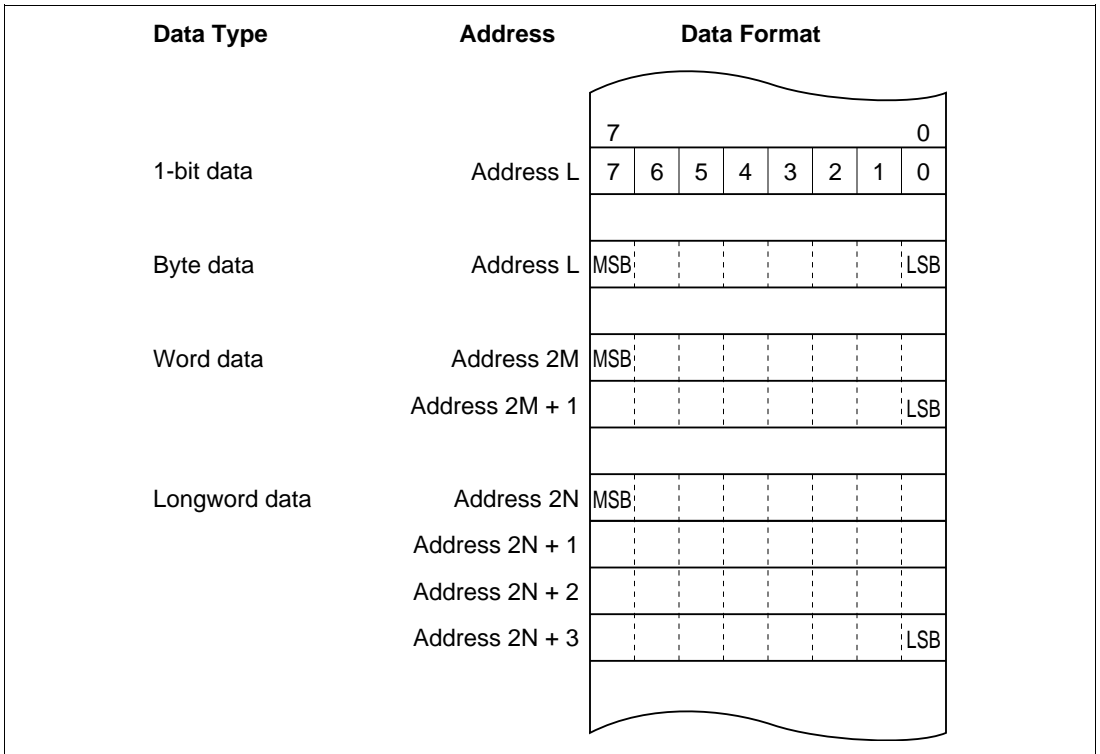 Data Type Address Data Format
7 0
1-bit data Address L 7 6 5 4 3 2 1 0
Byte data Address L MSB LSB
Word data Address 2M MSB
Address 2M + 1 LSB
Longword data Address 2N MSB
Address 2N + 1
Address 2N + 2
Address 2N + 3 LSB